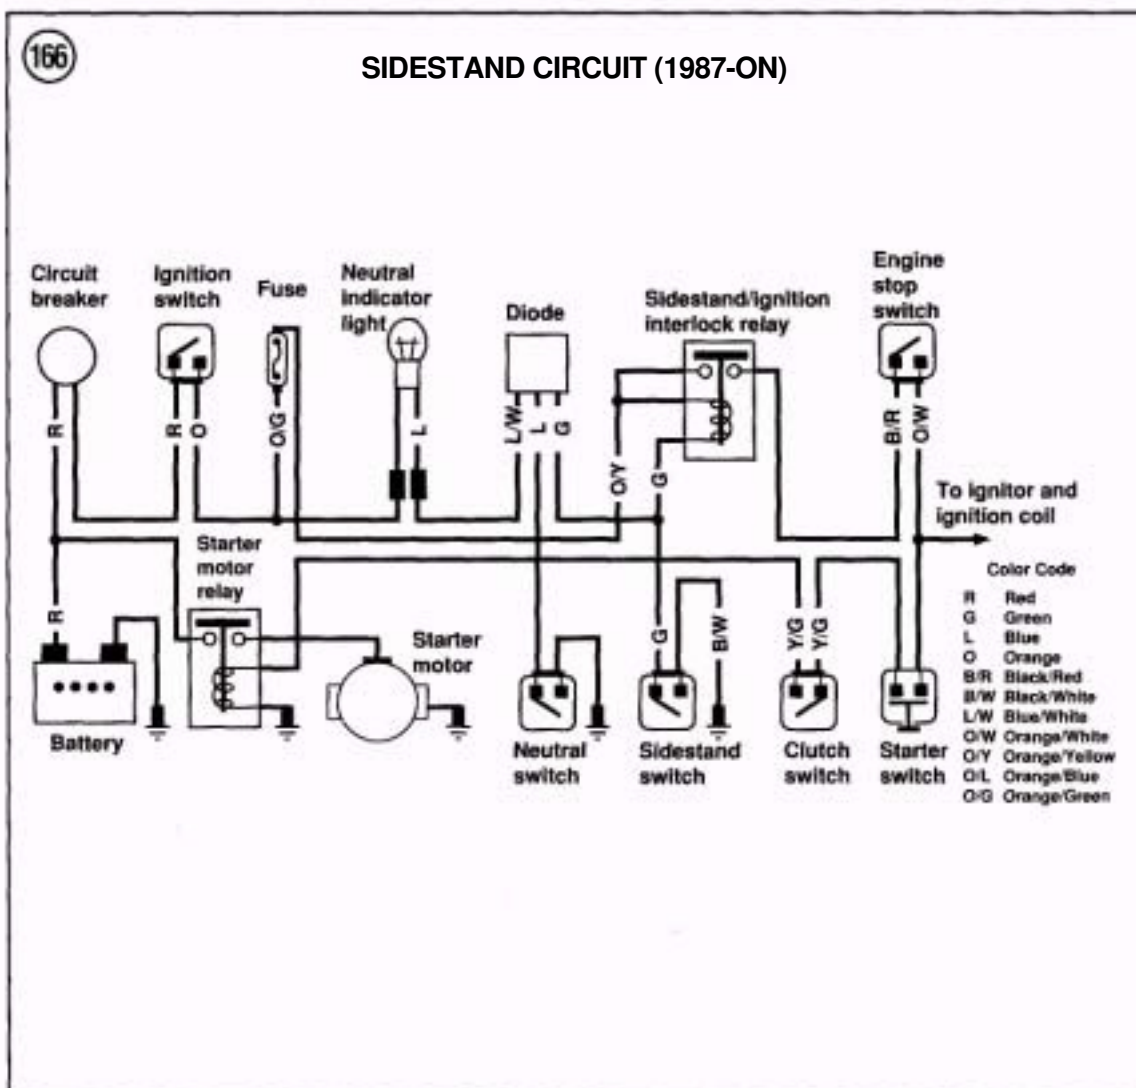 166
SIDESTAND CIRCUIT (1987-ON)
Circuit
breaker
Ignition
switch
Fuse
Neutral
indicator
light
Diode
Sidestand/ignition
interlock relay
Engine
stop
switch
R
R
O
O/G
L
L/W
L
G
O/Y
G
B/R
O/W
To ignitor and
ignition coil
Starter
motor
relay
R
Starter
motor
G
B/W
Y/G
Y/G
Battery
Neutral
switch
Sidestand
switch
Clutch
switch
Starter
switch
Color Code
R Red
G Green
L Blue
O Orange
B/R Black/Red
B/W Black/White
L/W Blue/White
O/W Orange/White
O/Y Orange/Yellow
O/L Orange/Blue
O/G Orange/Green